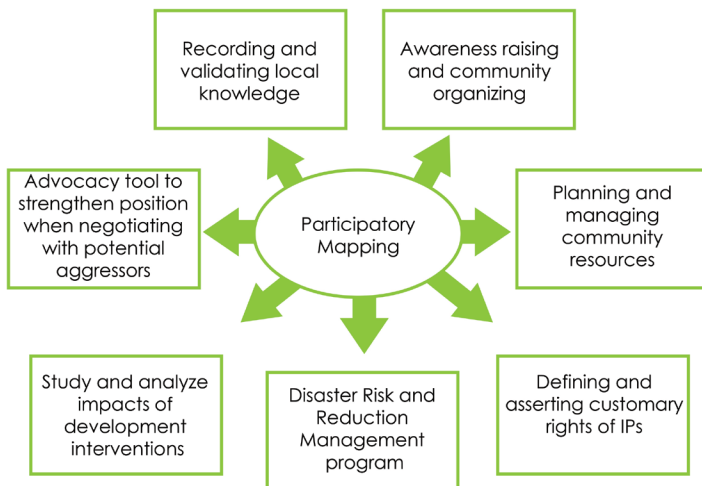 Recording and
validating local
knowledge
Awareness raising
and community
organizing
Advocacy tool to
strengthen position
when negotiating
with potential
aggressors
Participatory
Mapping
Planning and
managing
community
resources
Study and analyze
impacts of
development
interventions
Disaster Risk and
Reduction
Management
program
Defining and
asserting customary
rights of IPs